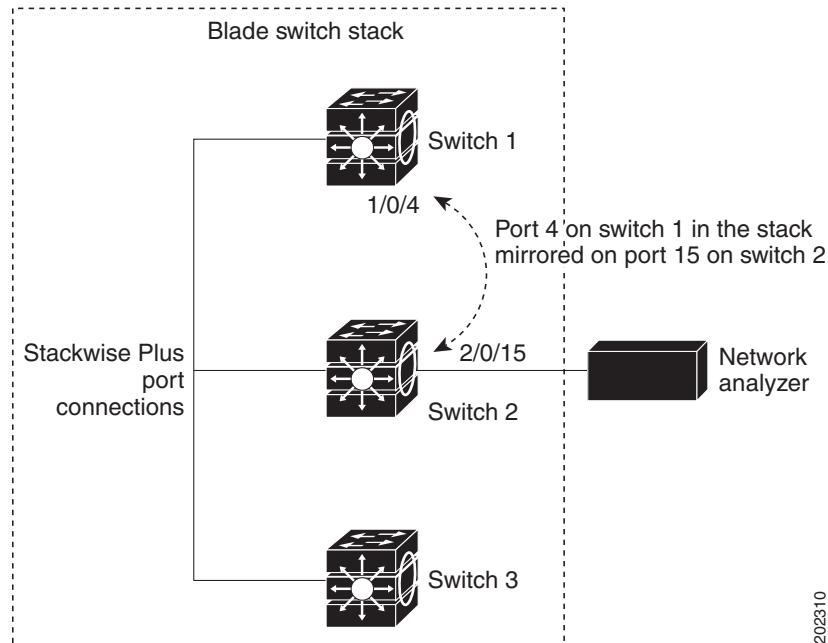 Blade switch stack
Switch 1
1/0/4
Port 4 on switch 1 in the stack
mirrored on port 15 on switch 2
Stackwise Plus
port
connections
2/0/15
Switch 2
Network
analyzer
Switch 3
202310